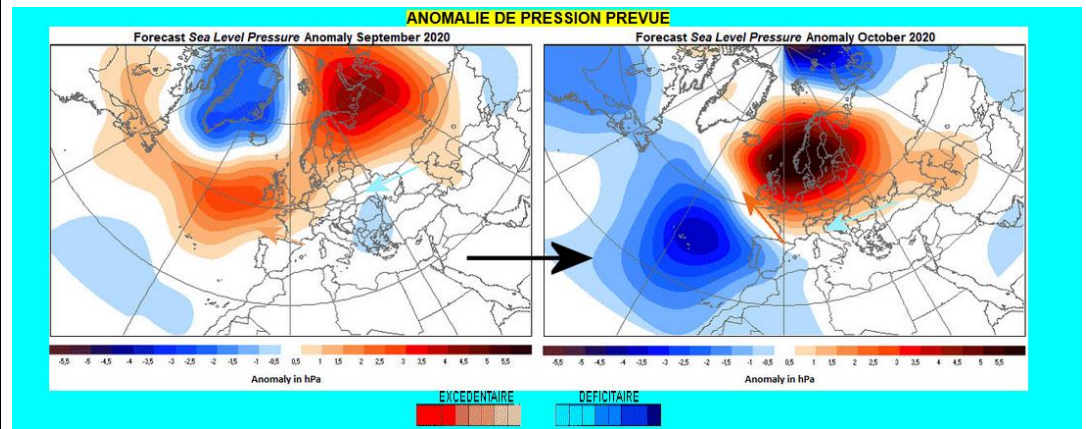 ANOMALIE DE PRESSION PREVUE
Forecast Sea Level Pressure Anomaly September 2020
Forecast Sea Level Pressure Anomaly October 2020
-5,5 -5 -4,5 -3,5 -3 -2,5 -2 -1,5 -1 -0,5 0,5 1 1,5 2 2,5 3 3,5 4 4,5 5 5,5
-5,5 -5 -4,5 -3,5 -3 -2,5 -2 -1,5 -1 -0,5 0,5 1 1,5 2 2,5 3 3,5 4 4,5 5 5,5
Anomaly in hPa
Anomaly in hPa
EXCEDENTAIRE
DEFICITAIRE